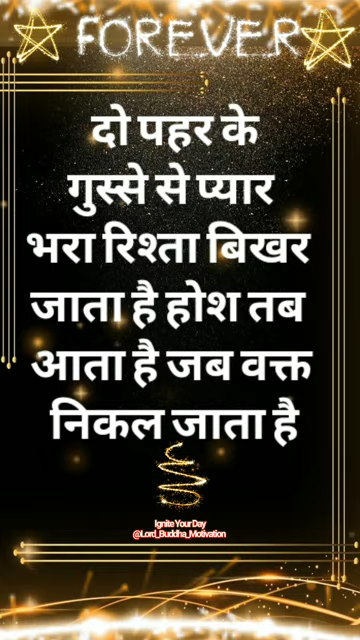 FOREVER
दो पहर के
गुस्से से प्यार
भरा रिश्ता बिखर
जाता है होश तब
आता है जब वक्त
निकल जाता है
Ignite Your Day
@Lord_Buddha_Motivation